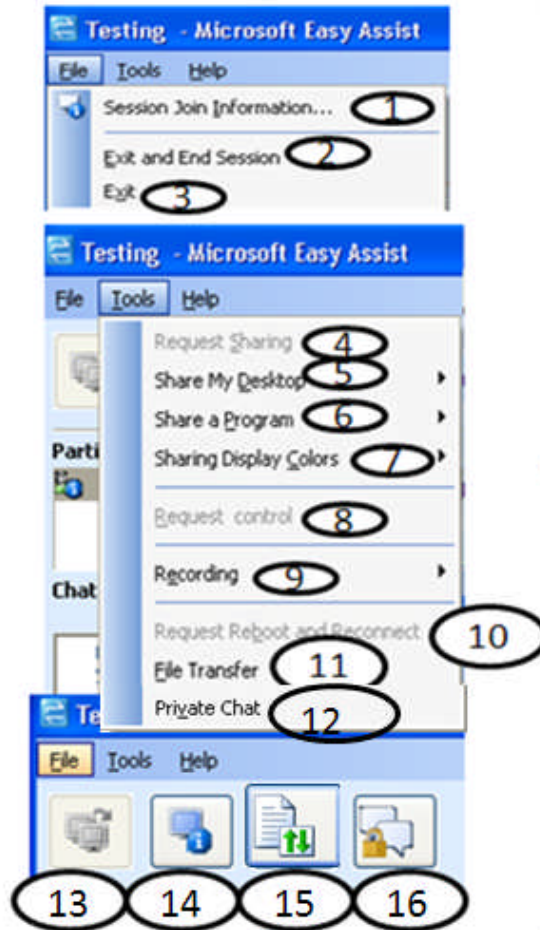 Testing - Microsoft Easy Assist
File Tools Help
Session Join Information... 1
Exit and End Session 2
Exit 3
Testing - Microsoft Easy Assist
File Tools Help
Request Sharing 4
Share My Desktop 5
Share a Program 6
Parti
Sharing Display Colors 7
Request control 8
Recording 9
Chat
Request Reboot and Reconnect 10
File Transfer 11
Private Chat 12
Te
File Tools Help
13 14 15 16